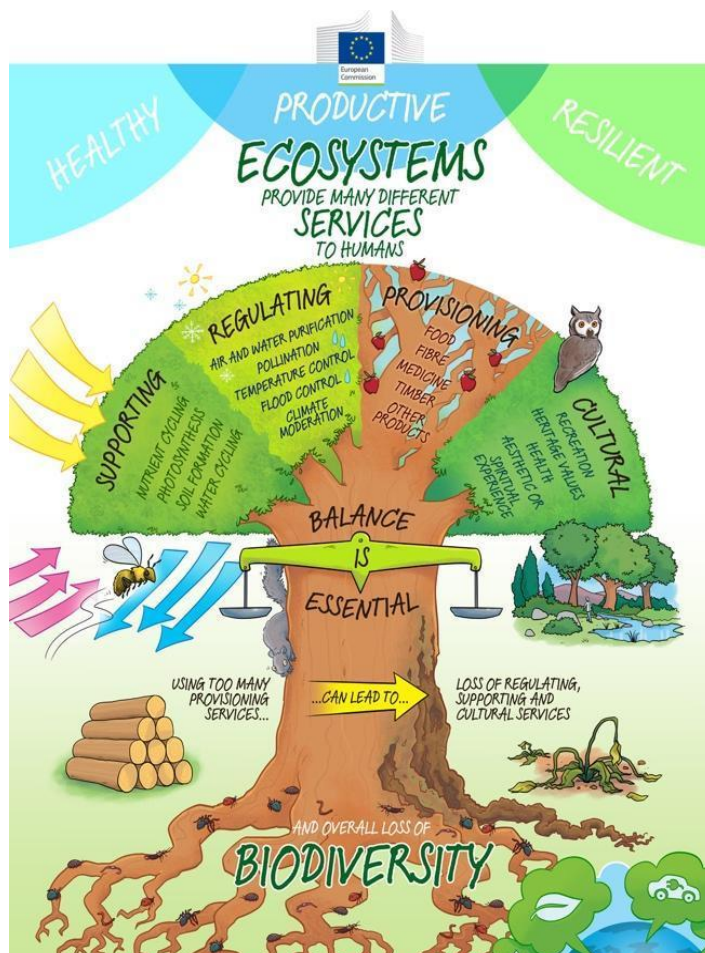 European
Commission
HEALTHY
PRODUCTIVE
RESILIENT
ECOSYSTEMS
PROVIDE MANY DIFFERENT
SERVICES
TO HUMANS
SUPPORTING
NUTRIENT CYCLING
PHOTOSYNTHESIS
SOIL FORMATION
WATER CYCLING
REGULATING
AIR AND WATER PURIFICATION
POLLINATION
TEMPERATURE CONTROL
FLOOD CONTROL
CLIMATE
MODERATION
PROVISIONING
FOOD
FIBRE
MEDICINE
TIMBER
OTHER
PRODUCTS
CULTURAL
RECREATION
HERITAGE VALUES
HEALTH
AESTHETIC OR
SPIRITUAL
EXPERIENCE
BALANCE
IS
ESSENTIAL
USING TOO MANY
PROVISIONING
SERVICES...
...CAN LEAD TO...
LOSS OF REGULATING,
SUPPORTING AND
CULTURAL SERVICES
AND OVERALL LOSS OF
BIODIVERSITY